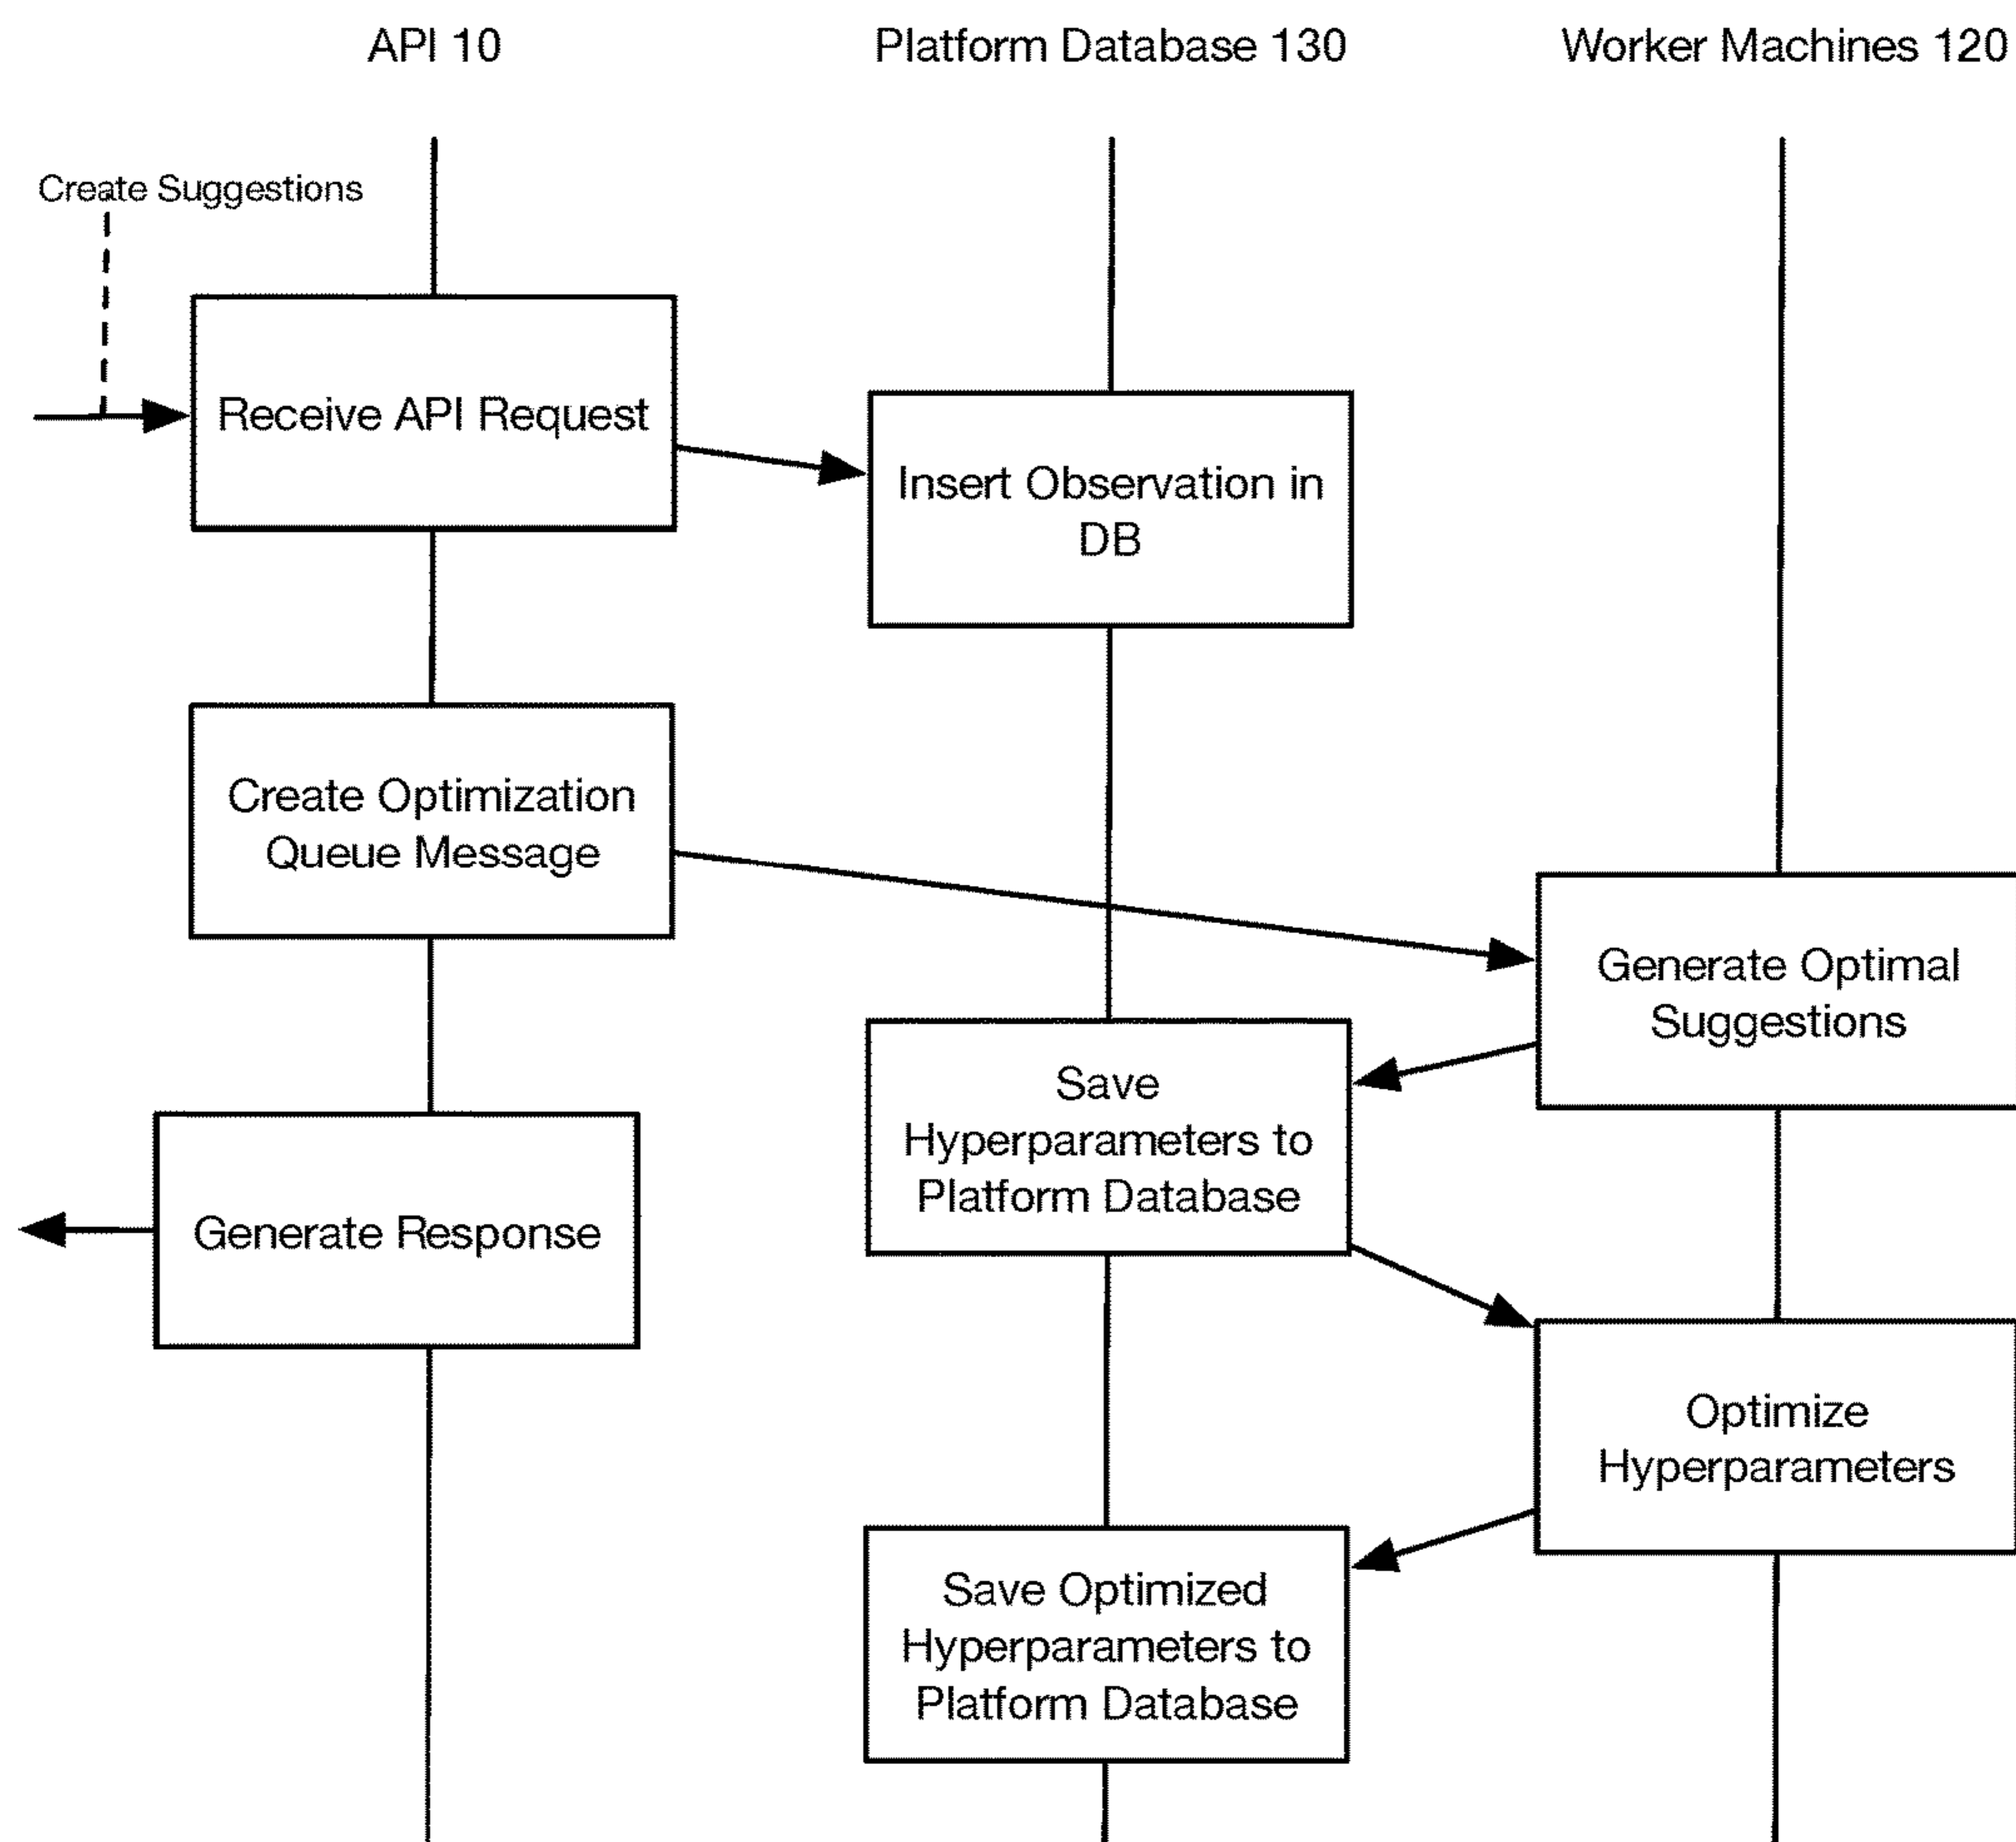 API 10
Platform Database 130
Worker Machines 120
Create Suggestions
Receive API Request
Insert Observation in
DB
Create Optimization
Queue Message
Generate Optimal
Suggestions
Save
Hyperparameters to
Platform Database
Generate Response
Optimize
Hyperparameters
Save Optimized
Hyperparameters to
Platform Database